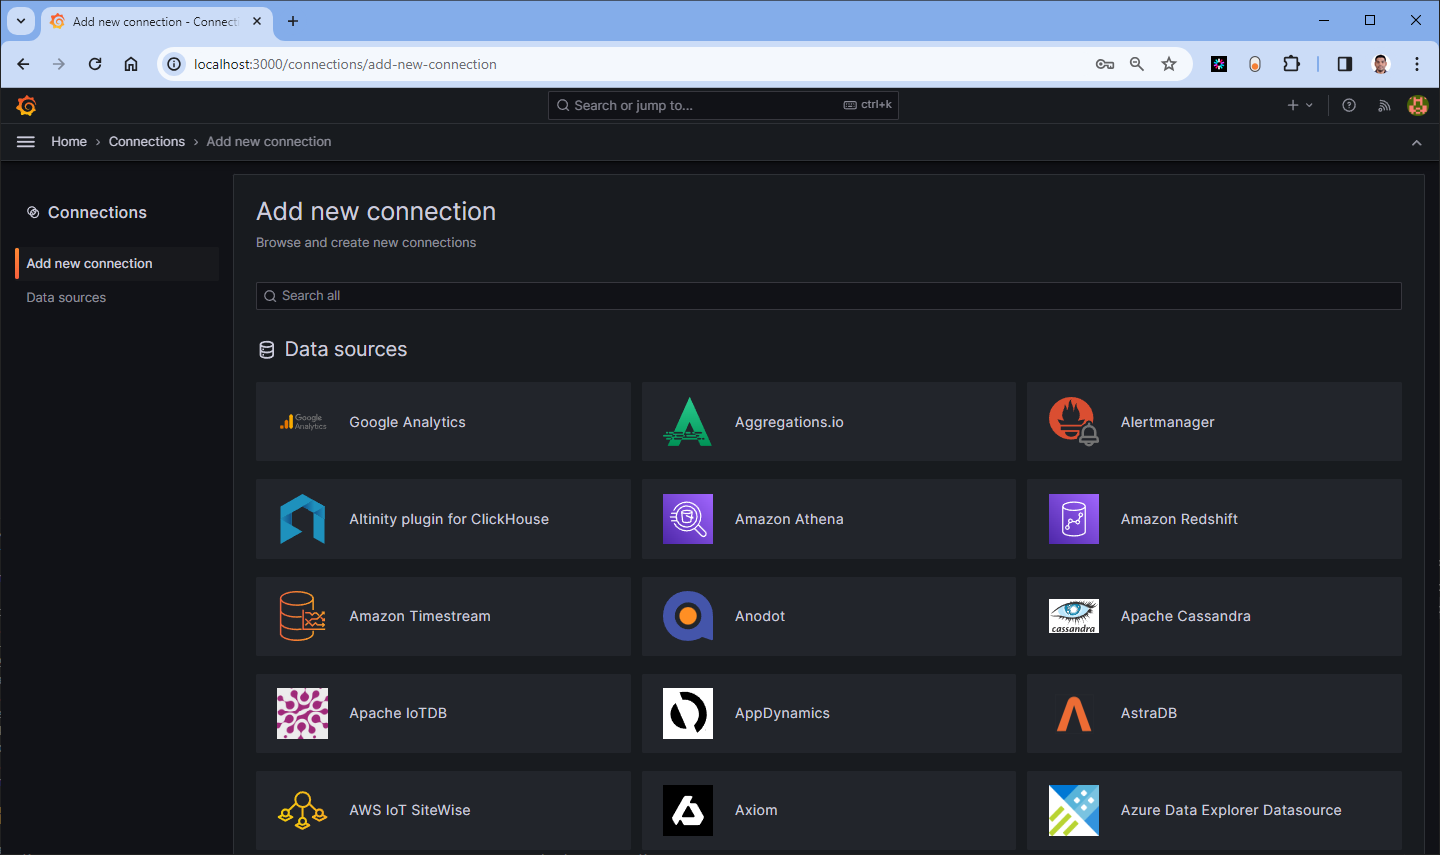 Add new connection - Connecti
localhost:3000/connections/add-new-connection
Search or jump to...
ctrl+k
Home › Connections › Add new connection
Connections
Add new connection
Data sources
Add new connection
Browse and create new connections
Search all
Data sources
Google Analytics
Google Analytics
Aggregations.io
Alertmanager
Altinity plugin for ClickHouse
Amazon Athena
Amazon Redshift
Amazon Timestream
Anodot
cassandra
Apache Cassandra
Apache IoTDB
AppDynamics
AstraDB
AWS IoT SiteWise
Axiom
Azure Data Explorer Datasource